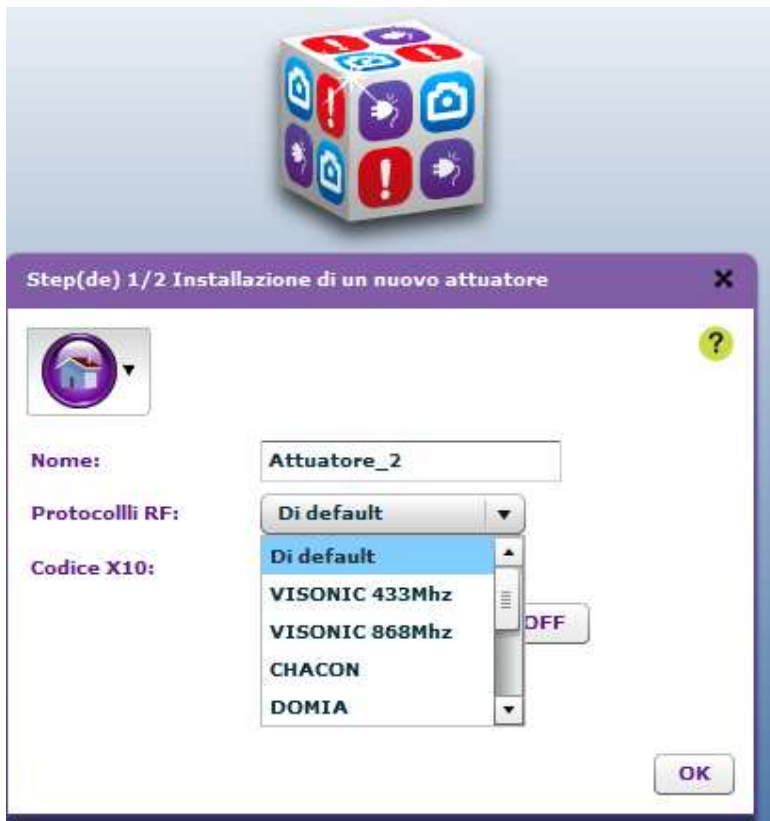 Step(de) 1/2 Installazione di un nuovo attuatore
?
Nome:
Attuatore_2
Protocollli RF:
Di default
Codice X10:
Di default
VISONIC 433Mhz
VISONIC 868Mhz
OFF
CHACON
DOMIA
OK